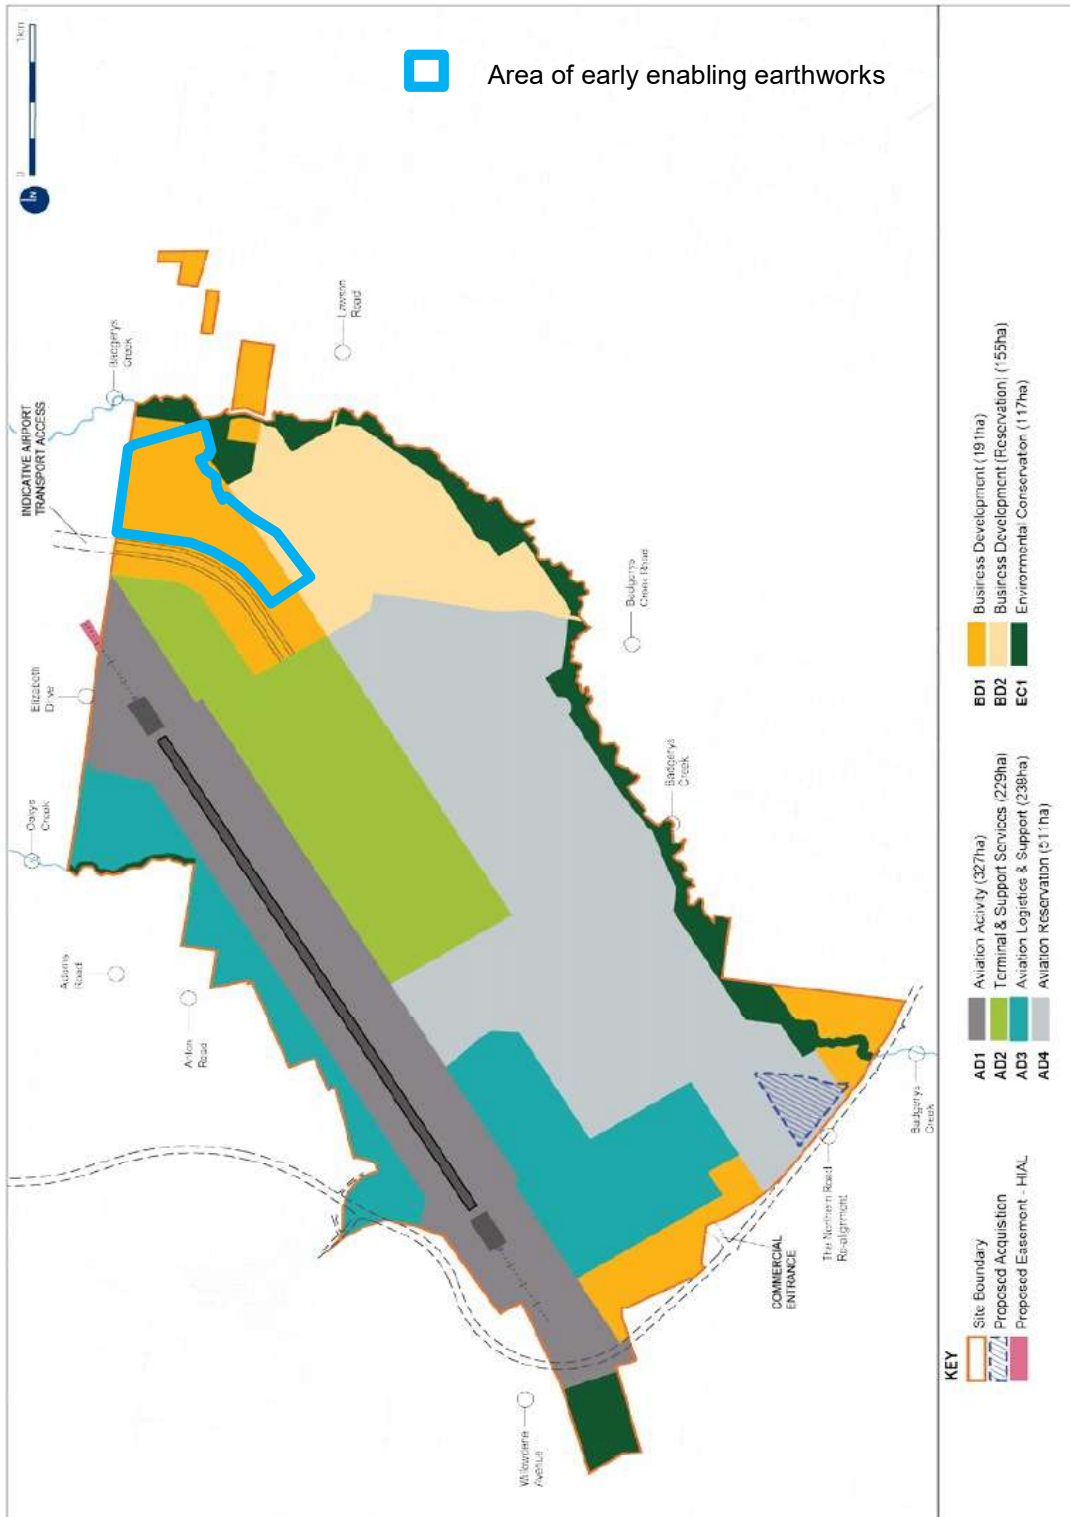 Area of early enabling earthworks
0
1km
N
Badgerys
Creek
Lawson
Road
INDICATIVE AIRPORT
TRANSPORT ACCESS
Elizabeth
Drive
Oakys
Creek
Badgerys
Creek Road
Badgerys
Creek
Adams
Road
Anton
Road
Badgerys
Creek
The Northern Road
Re-alignment
COMMERCIAL
ENTRANCE
Willowdene
Avenue
KEY
Site Boundary
Proposed Acquisition
Proposed Easement - HIAL
AD1 Aviation Activity (327ha)
AD2 Terminal & Support Services (229ha)
AD3 Aviation Logistics & Support (238ha)
AD4 Aviation Reservation (511ha)
BD1 Business Development (191ha)
BD2 Business Development (Reservation) (155ha)
EC1 Environmental Conservation (117ha)